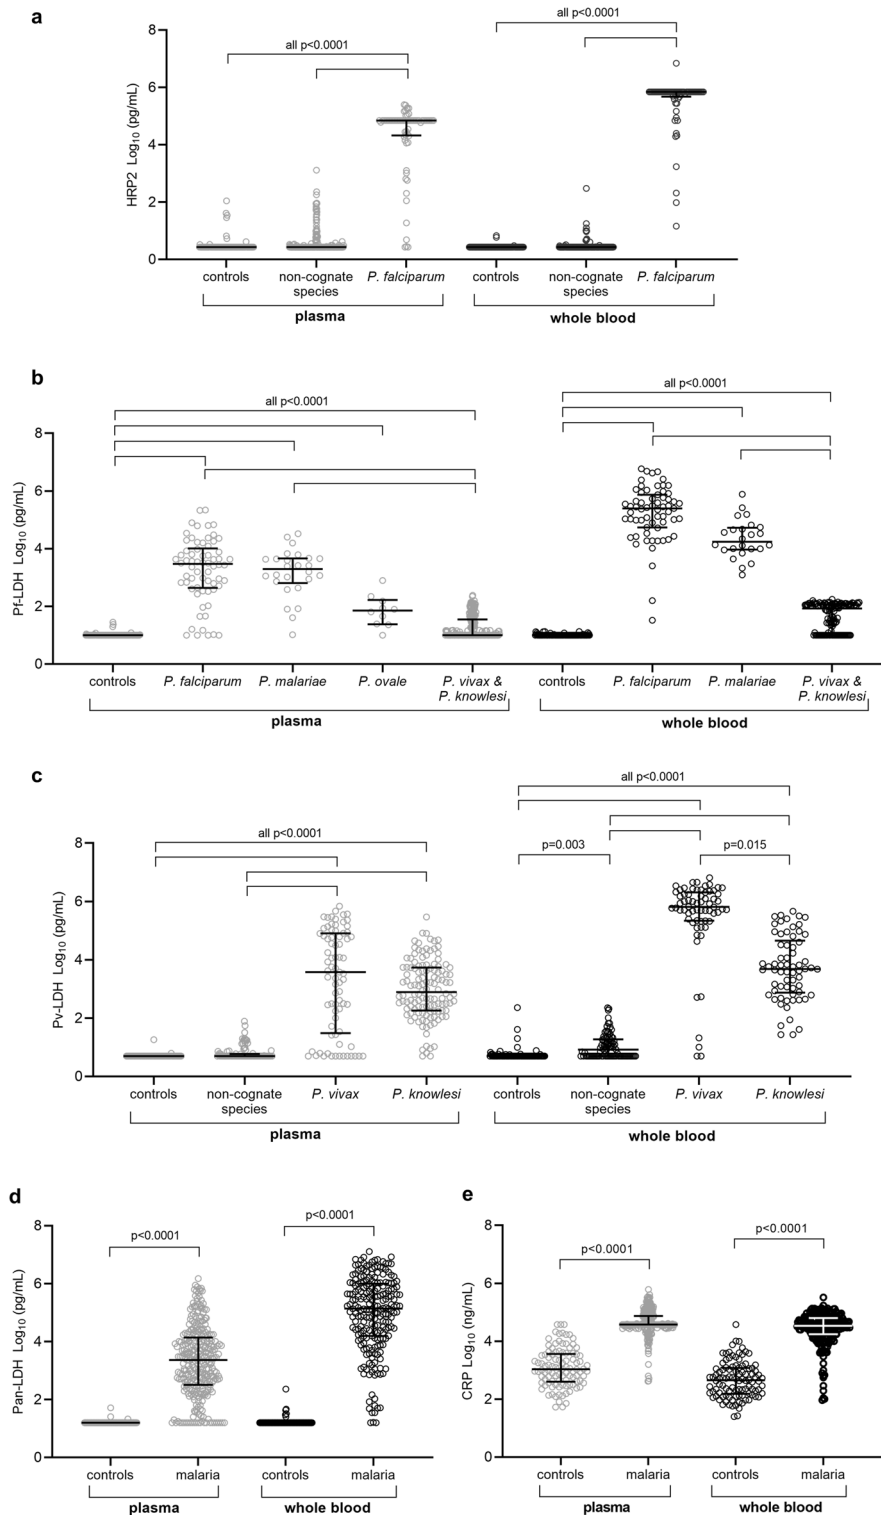 a
all p<0.0001
all p<0.0001
HRP2 Log10 (pg/mL)
8
6
4
2
0
controls
non-cognate
species
P. falciparum
controls
non-cognate
species
P. falciparum
plasma
whole blood
b
all p<0.0001
all p<0.0001
Pf-LDH Log10 (pg/mL)
8
6
4
2
0
controls
P. falciparum
P. malariae
P. ovale
P. vivax &
P. knowlesi
controls
P. falciparum
P. malariae
P. vivax &
P. knowlesi
plasma
whole blood
c
all p<0.0001
all p<0.0001
p=0.003
p=0.015
Pv-LDH Log10 (pg/mL)
8
6
4
2
0
controls
non-cognate
species
P. vivax
P. knowlesi
controls
non-cognate
species
P. vivax
P. knowlesi
plasma
whole blood
d
p<0.0001
p<0.0001
Pan-LDH Log10 (pg/mL)
8
6
4
2
0
controls
malaria
controls
malaria
plasma
whole blood
e
p<0.0001
p<0.0001
CRP Log10 (ng/mL)
8
6
4
2
0
controls
malaria
controls
malaria
plasma
whole blood